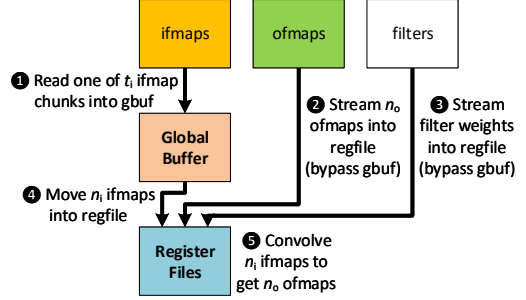 ifmaps
ofmaps
filters
❶ Read one of tᵢ ifmap
chunks into gbuf
❷ Stream nₒ
ofmaps into
regfile
(bypass gbuf)
❸ Stream
filter weights
into regfile
(bypass gbuf)
Global
Buffer
❹ Move nᵢ ifmaps
into regfile
Register
Files
❺ Convolve
nᵢ ifmaps to
get nₒ ofmaps